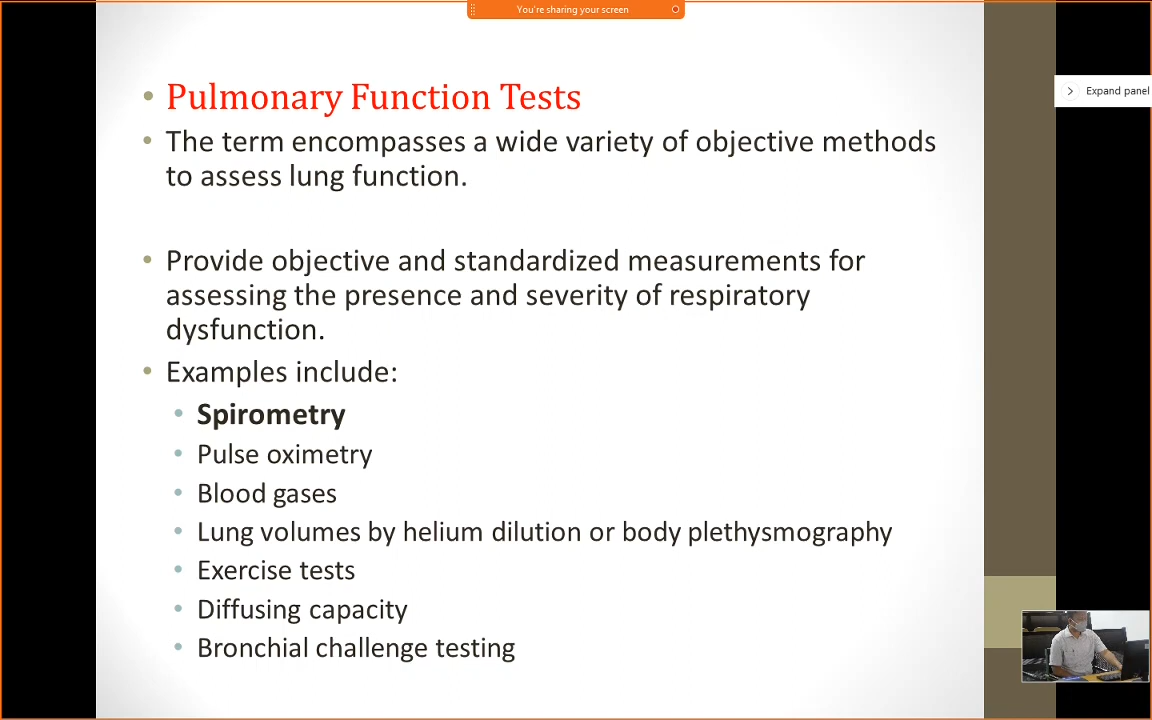 You're sharing your screen
Expand panel
• Pulmonary Function Tests
• The term encompasses a wide variety of objective methods
to assess lung function.
• Provide objective and standardized measurements for
assessing the presence and severity of respiratory
dysfunction.
• Examples include:
• Spirometry
• Pulse oximetry
• Blood gases
• Lung volumes by helium dilution or body plethysmography
• Exercise tests
• Diffusing capacity
• Bronchial challenge testing